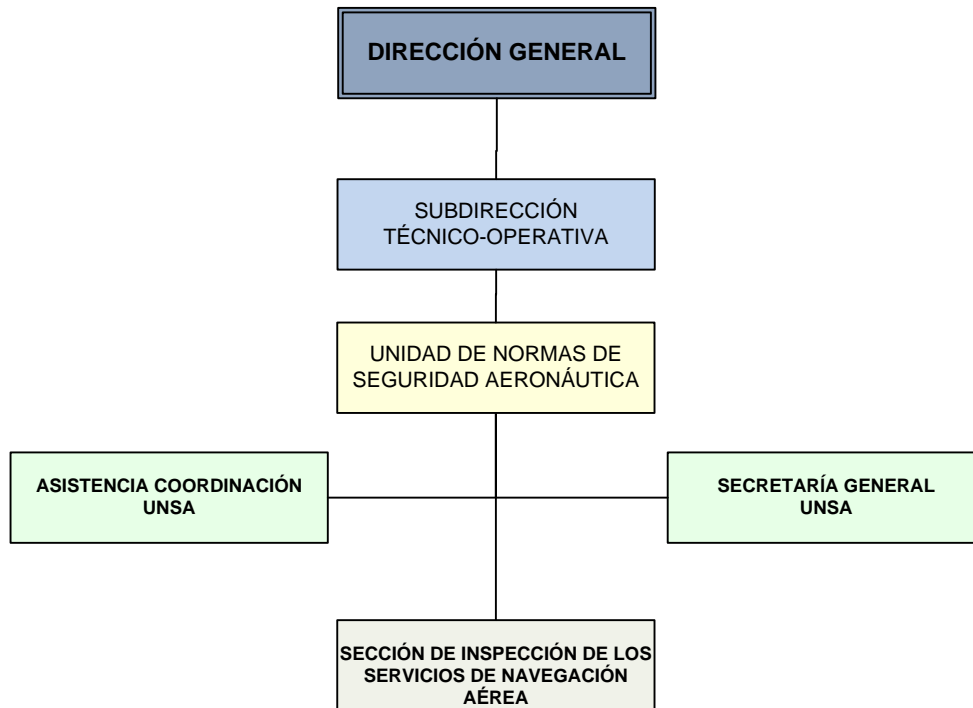 DIRECCIÓN GENERAL
SUBDIRECCIÓN
TÉCNICO-OPERATIVA
UNIDAD DE NORMAS DE
SEGURIDAD AERONÁUTICA
ASISTENCIA COORDINACIÓN
UNSA
SECRETARÍA GENERAL
UNSA
SECCIÓN DE INSPECCIÓN DE LOS
SERVICIOS DE NAVEGACIÓN
AÉREA